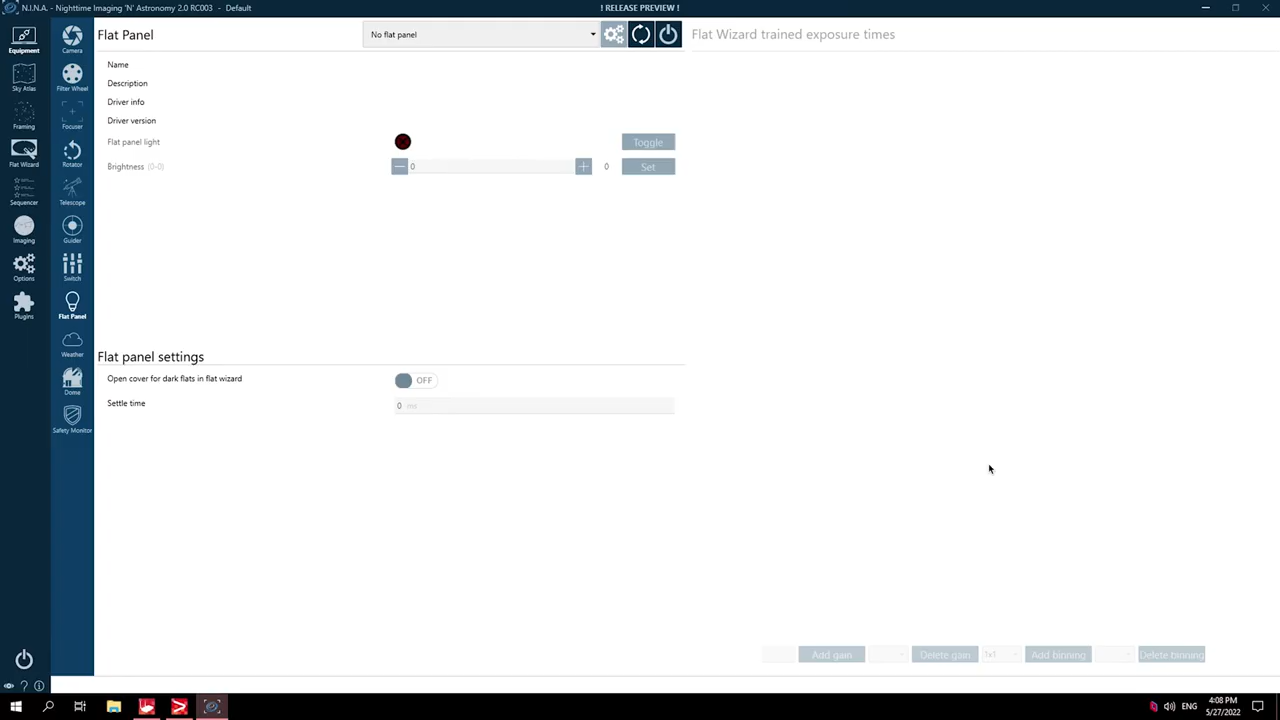 N.I.N.A. - Nighttime Imaging 'N' Astronomy 2.0 RC003 - Default
! RELEASE PREVIEW !
Equipment
Sky Atlas
Framing
Flat Wizard
Sequencer
Imaging
Options
Plugins
Camera
Filter Wheel
Focuser
Rotator
Telescope
Guider
Switch
Flat Panel
Weather
Dome
Safety Monitor
Flat Panel
No flat panel
Name
Description
Driver info
Driver version
Flat panel light
Toggle
Brightness (0-0)
0
0
Set
Flat panel settings
Open cover for dark flats in flat wizard
OFF
Settle time
0 ms
Flat Wizard trained exposure times
Add gain
Delete gain
1x1
Add binning
Delete binning
ENG
4:08 PM
5/27/2022